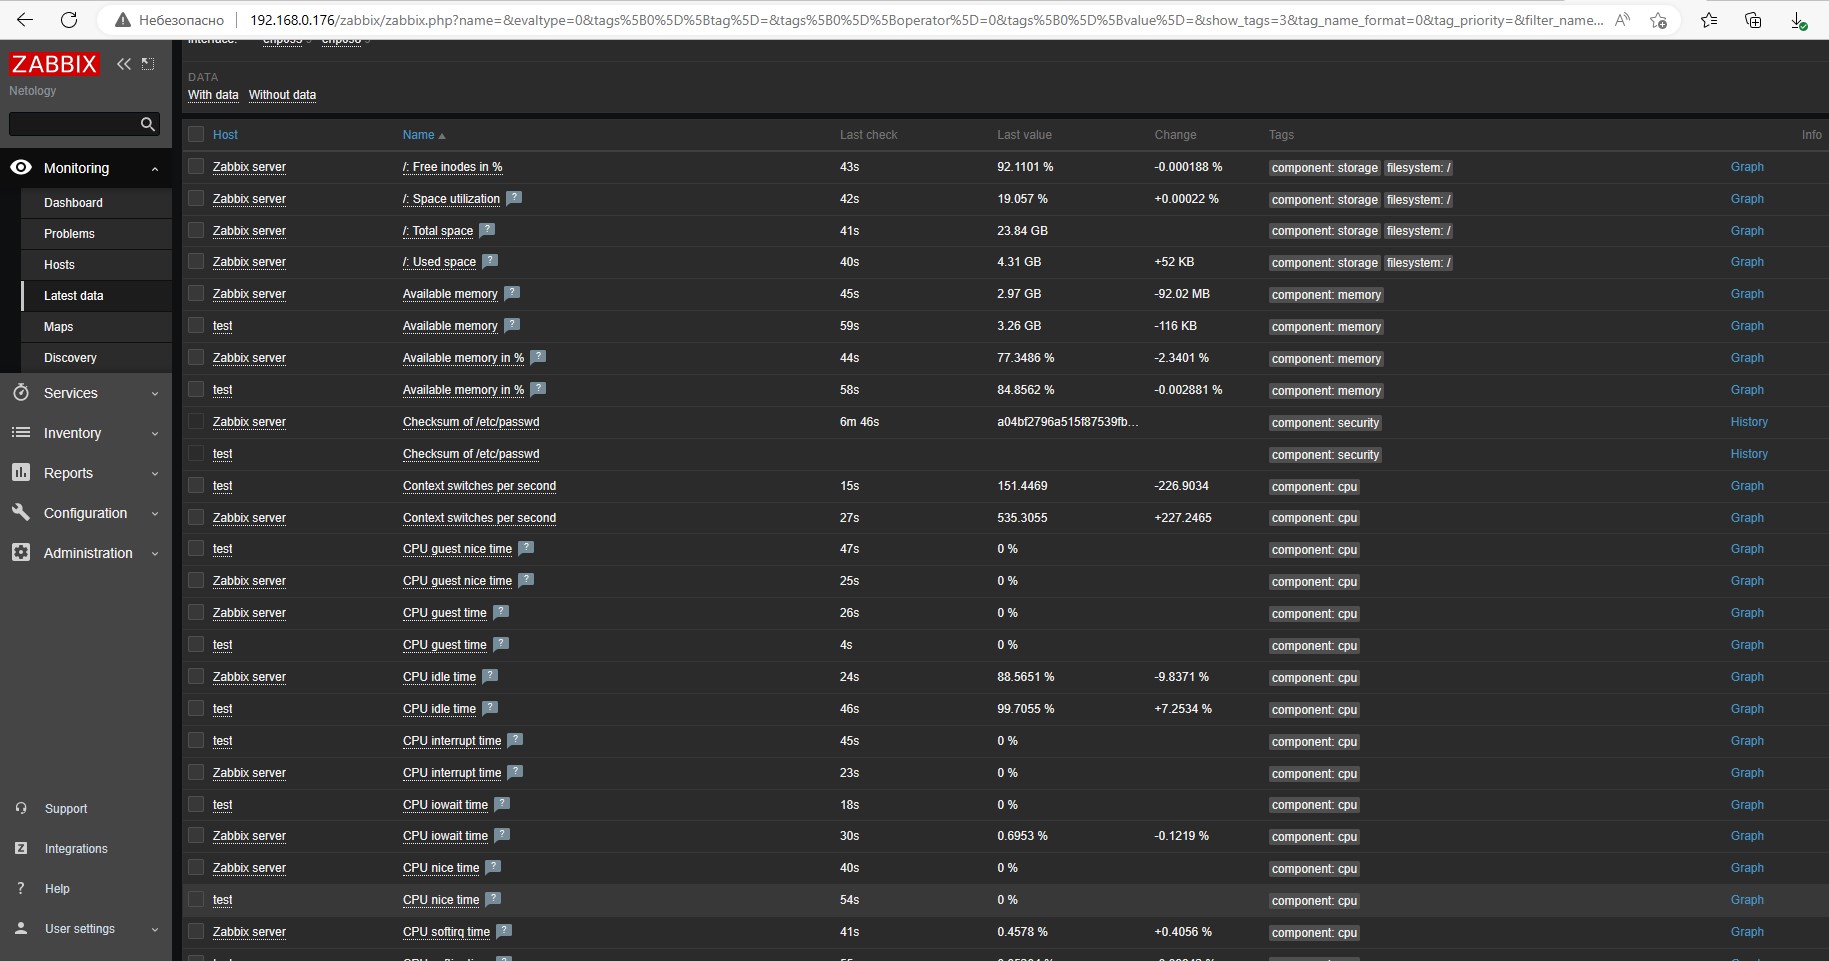 Небезопасно 192.168.0.176/zabbix/zabbix.php?name=&evaltype=0&tags%5B0%5D%5Btag%5D=&tags%5B0%5D%5Boperator%5D=0&tags%5B0%5D%5Bvalue%5D=&show_tags=3&tag_name_format=0&tag_priority=&filter_name...
ZABBIX
Netology
Monitoring
Dashboard
Problems
Hosts
Latest data
Maps
Discovery
Services
Inventory
Reports
Configuration
Administration
Support
Integrations
Help
User settings
DATA
With data Without data
Host Name Last check Last value Change Tags Info
Zabbix server /: Free inodes in % 43s 92.1101 % -0.000188 % component: storage filesystem: / Graph
Zabbix server /: Space utilization ? 42s 19.057 % +0.00022 % component: storage filesystem: / Graph
Zabbix server /: Total space ? 41s 23.84 GB component: storage filesystem: / Graph
Zabbix server /: Used space ? 40s 4.31 GB +52 KB component: storage filesystem: / Graph
Zabbix server Available memory ? 45s 2.97 GB -92.02 MB component: memory Graph
test Available memory ? 59s 3.26 GB -116 KB component: memory Graph
Zabbix server Available memory in % ? 44s 77.3486 % -2.3401 % component: memory Graph
test Available memory in % ? 58s 84.8562 % -0.002881 % component: memory Graph
Zabbix server Checksum of /etc/passwd 6m 46s a04bf2796a515f87539fb... component: security History
test Checksum of /etc/passwd component: security History
test Context switches per second 15s 151.4469 -226.9034 component: cpu Graph
Zabbix server Context switches per second 27s 535.3055 +227.2465 component: cpu Graph
test CPU guest nice time ? 47s 0 % component: cpu Graph
Zabbix server CPU guest nice time ? 25s 0 % component: cpu Graph
Zabbix server CPU guest time ? 26s 0 % component: cpu Graph
test CPU guest time ? 4s 0 % component: cpu Graph
Zabbix server CPU idle time ? 24s 88.5651 % -9.8371 % component: cpu Graph
test CPU idle time ? 46s 99.7055 % +7.2534 % component: cpu Graph
test CPU interrupt time ? 45s 0 % component: cpu Graph
Zabbix server CPU interrupt time ? 23s 0 % component: cpu Graph
test CPU iowait time ? 18s 0 % component: cpu Graph
Zabbix server CPU iowait time ? 30s 0.6953 % -0.1219 % component: cpu Graph
Zabbix server CPU nice time ? 40s 0 % component: cpu Graph
test CPU nice time ? 54s 0 % component: cpu Graph
Zabbix server CPU softirq time ? 41s 0.4578 % +0.4056 % component: cpu Graph